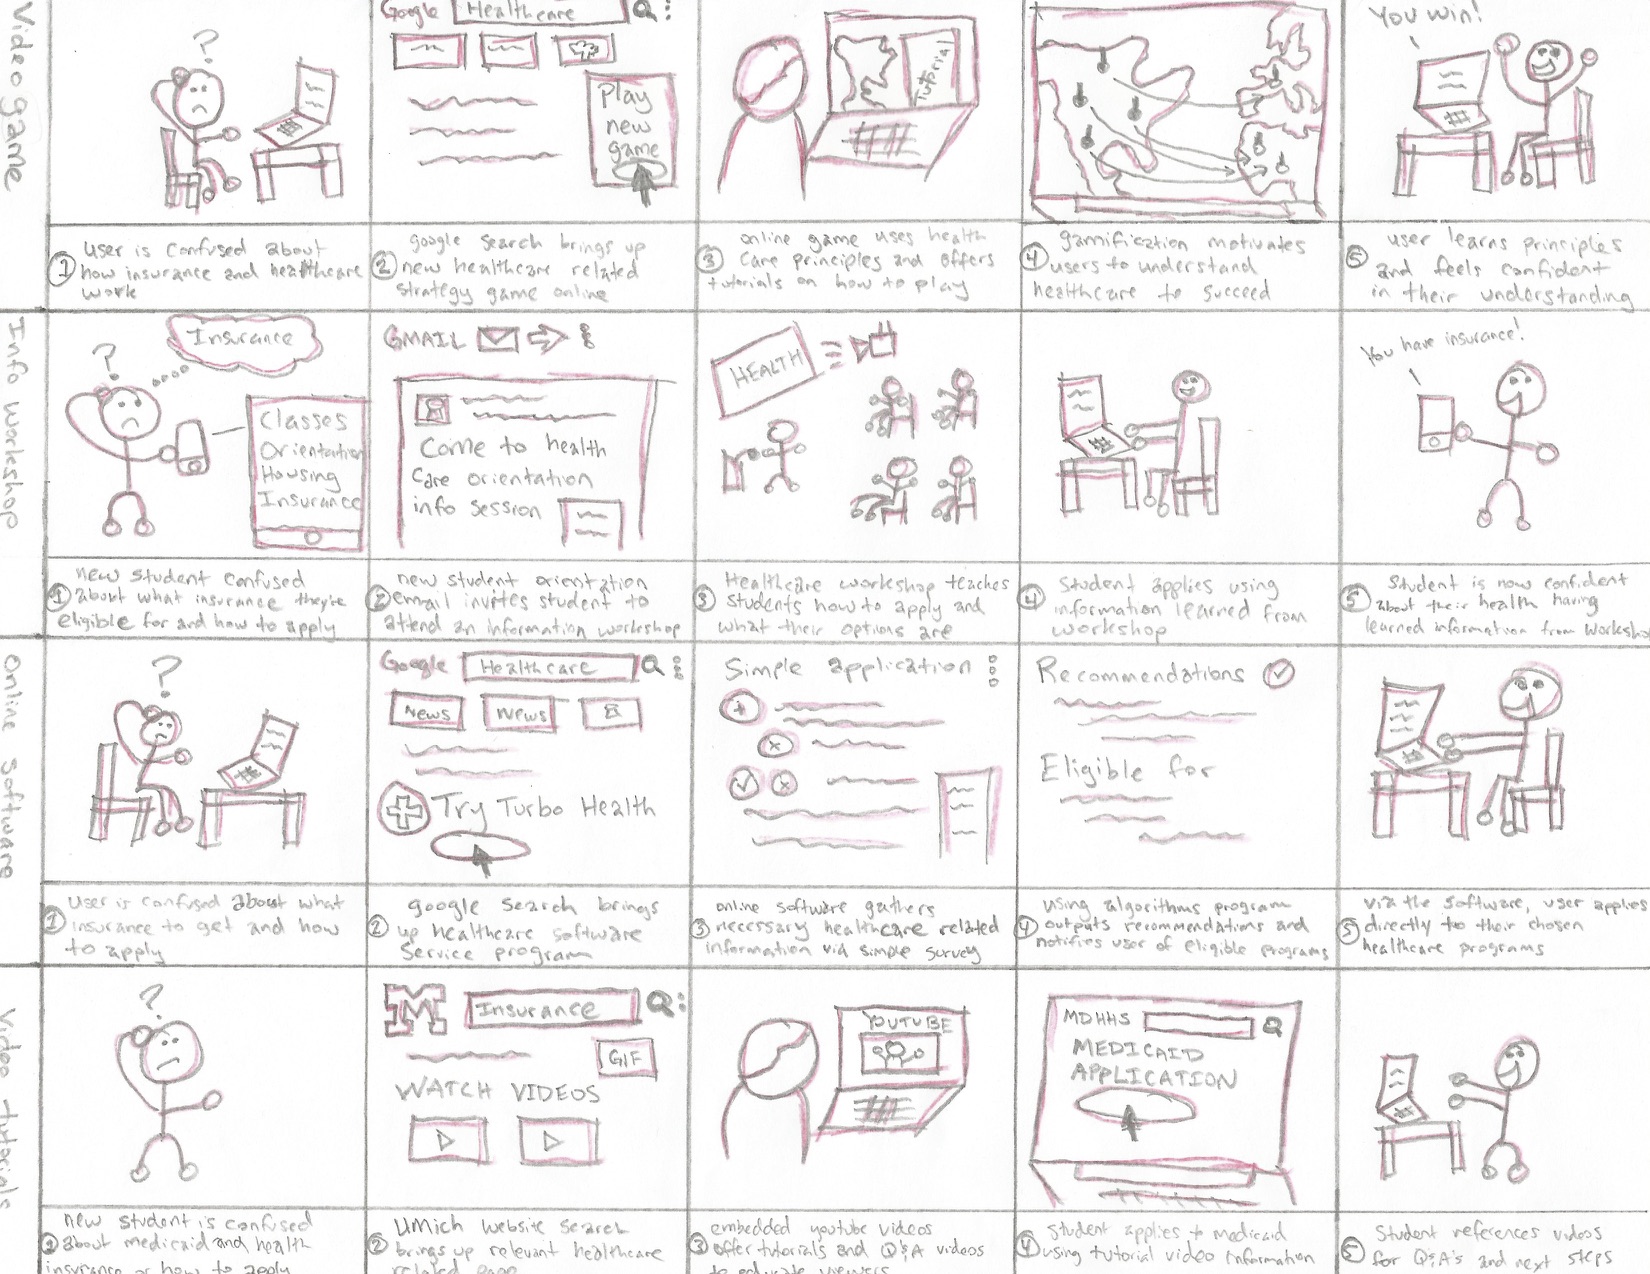 Video game
?
Google Healthcare
Play
new
game
Tutorial
You win!
1 user is confused about
how insurance and healthcare
work
2 google search brings up
new healthcare related
strategy game online
3 online game uses health
care principles and offers
tutorials on how to play
4 gamification motivates
users to understand
healthcare to succeed
5 user learns principles
and feels confident
in their understanding
Info Workshop
?
Insurance
Classes
Orientation
Housing
Insurance
GMAIL
Come to health
Care orientation
info session
HEALTH
You have insurance!
1 new student confused
about what insurance they're
eligible for and how to apply
2 new student orientation
email invites student to
attend an information workshop
3 Healthcare workshop teaches
students how to apply and
what their options are
4 Student applies using
information learned from
workshop
5 Student is now confident
about their health having
learned information from workshop
Online Software
?
Google Healthcare
News News
Try Turbo Health
Simple application
Recommendations
Eligible for
1 user is confused about what
insurance to get and how
to apply
2 google search brings
up healthcare software
service program
3 online software gathers
necessary healthcare related
information via simple survey
4 using algorithms program
outputs recommendations and
notifies user of eligible programs
5 via the software, user applies
directly to their chosen
healthcare programs
Video tutorials
?
M Insurance
GIF
WATCH VIDEOS
YOUTUBE
MDHHS
MEDICAID
APPLICATION
1 new student is confused
about medicaid and health
insurance or how to apply
2 UMich website search
brings up relevant healthcare
related page
3 embedded youtube videos
offer tutorials and Q&A videos
to educate viewers
4 student applies to medicaid
using tutorial video information
5 Student references videos
for Q&A's and next steps